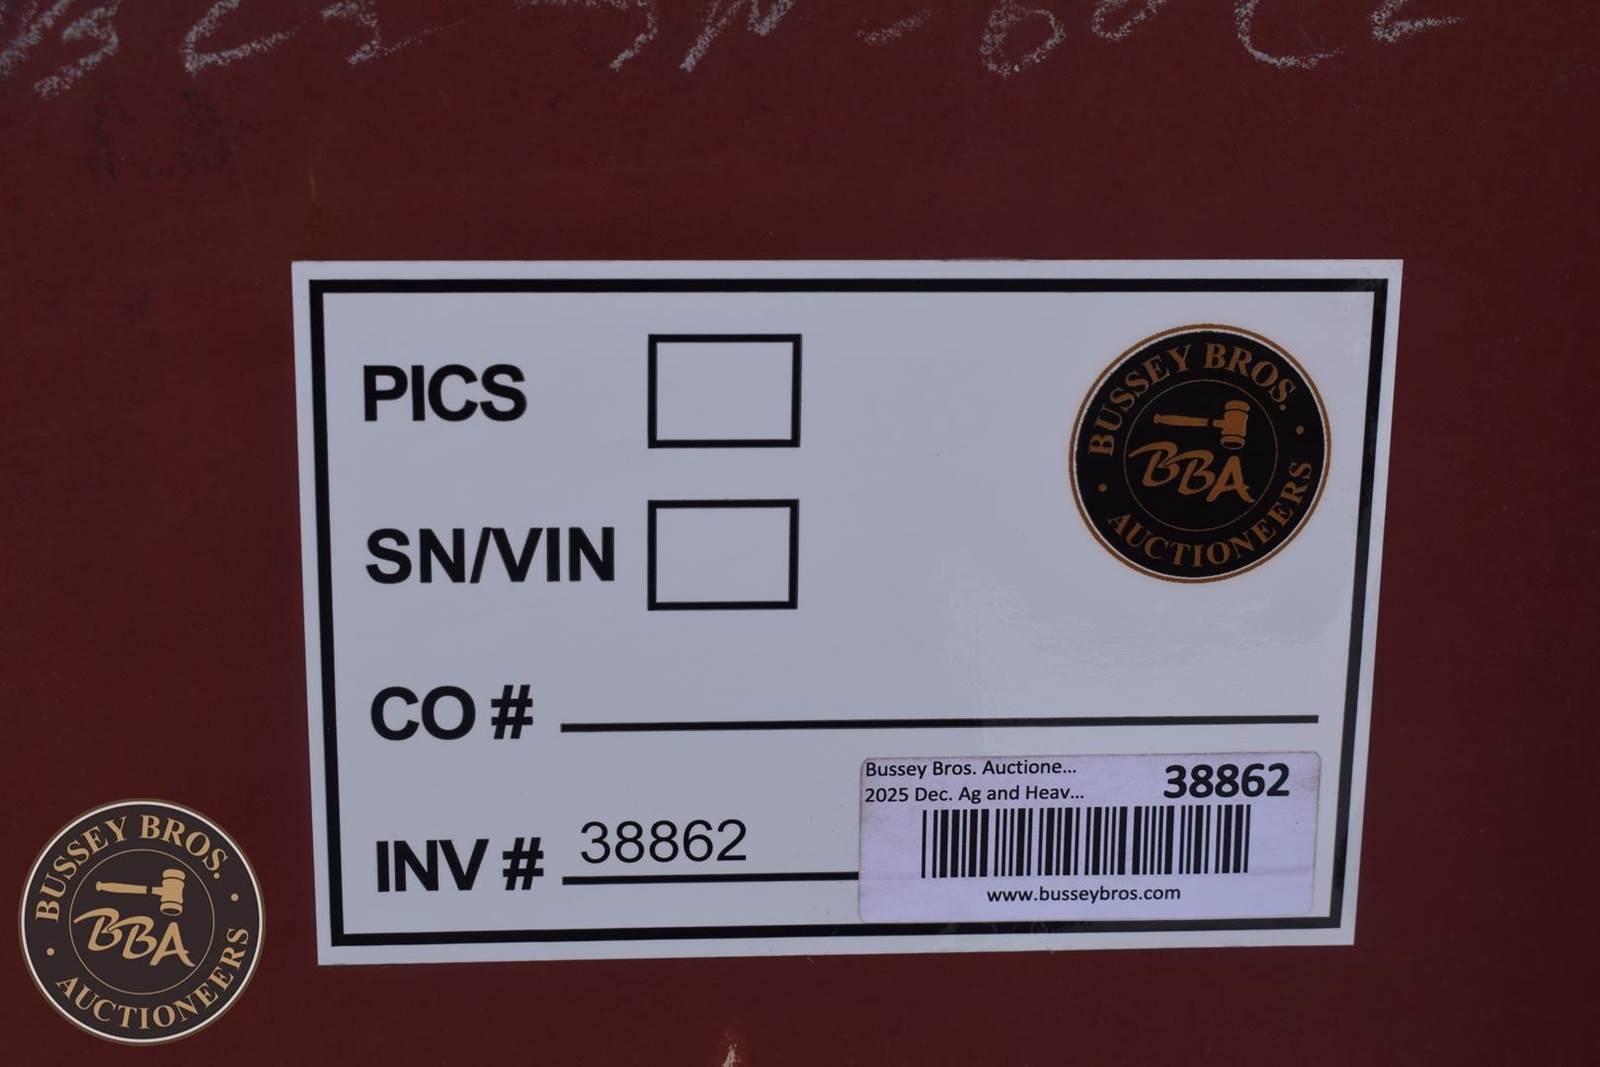 PICS
BUSSEY BROS.
BBA
AUCTIONEERS
SN/VIN
CO #
INV # 38862
Bussey Bros. Auctione...
38862
2025 Dec. Ag and Heav...
www.busseybros.com
BUSSEY BROS.
BBA
AUCTIONEERS